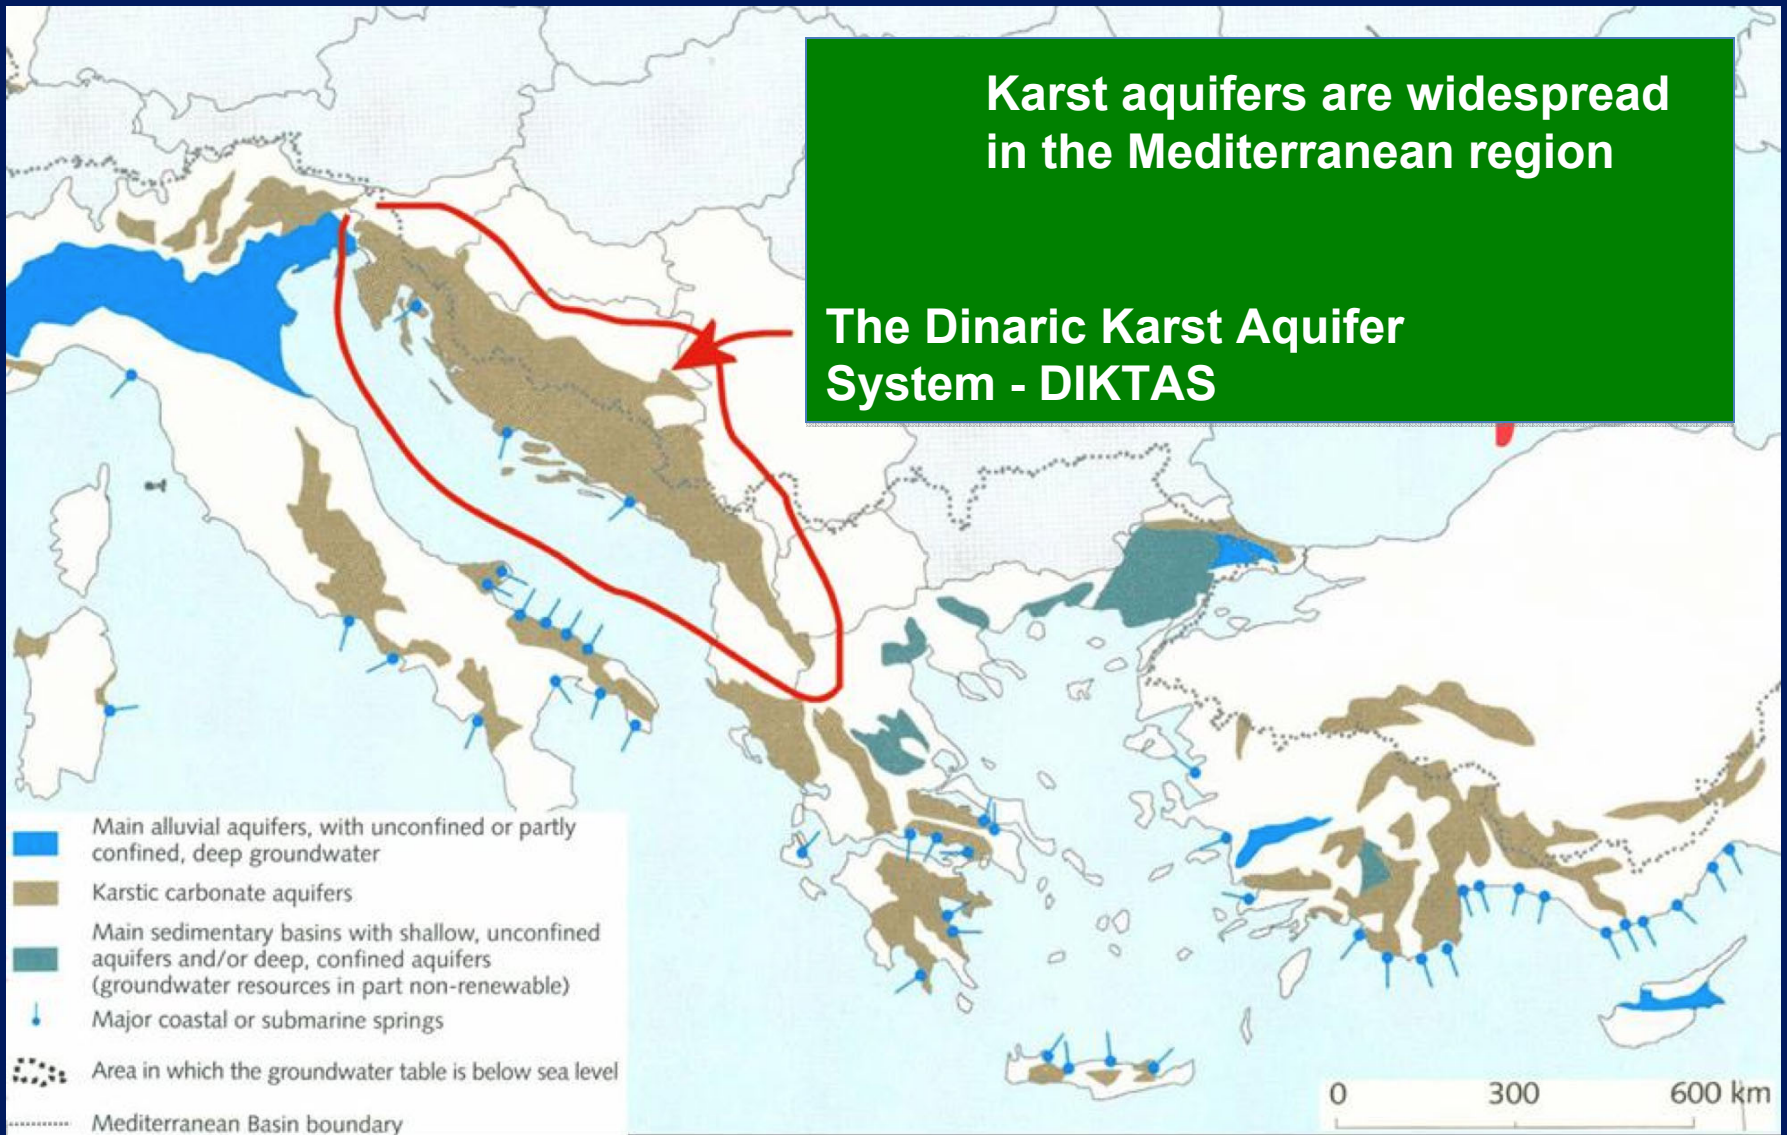 Karst aquifers are widespread
in the Mediterranean region
The Dinaric Karst Aquifer
System - DIKTAS
Main alluvial aquifers, with unconfined or partly
confined, deep groundwater
Karstic carbonate aquifers
Main sedimentary basins with shallow, unconfined
aquifers and/or deep, confined aquifers
(groundwater resources in part non-renewable)
Major coastal or submarine springs
Area in which the groundwater table is below sea level
Mediterranean Basin boundary
0 300 600 km